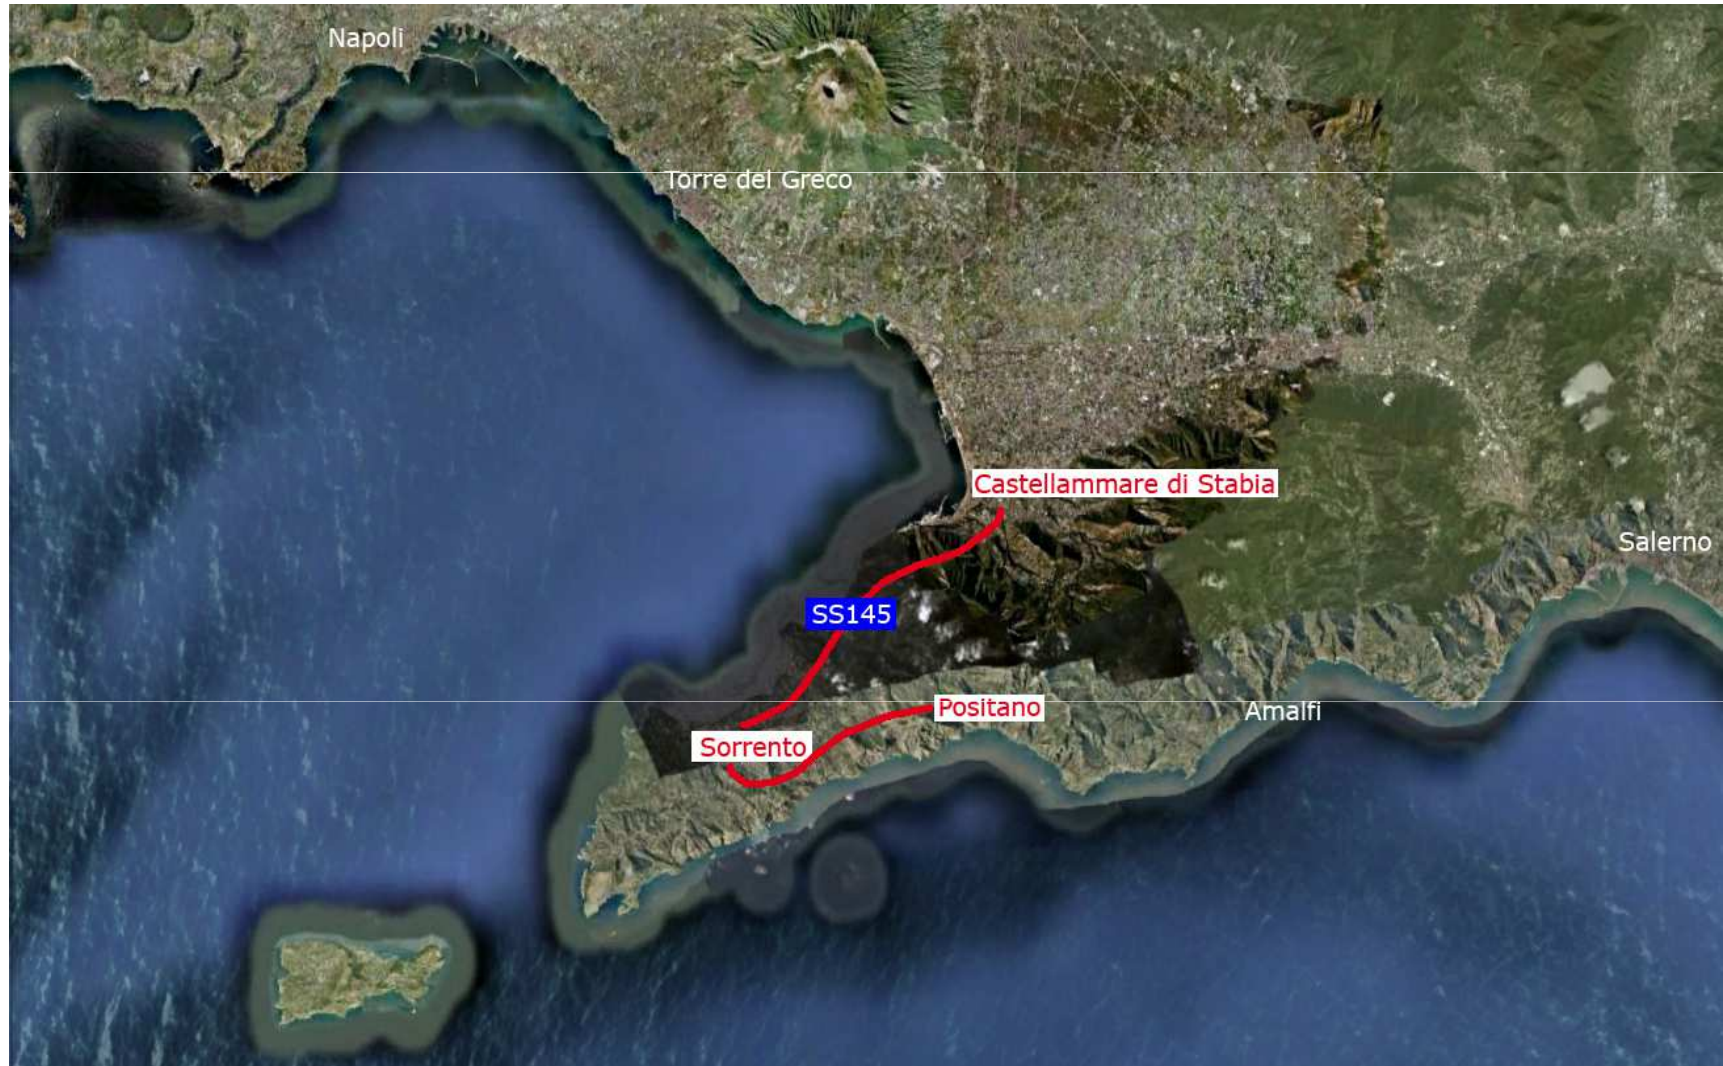 Napoli
Torre del Greco
Castellammare di Stabia
Salerno
SS145
Positano
Amalfi
Sorrento